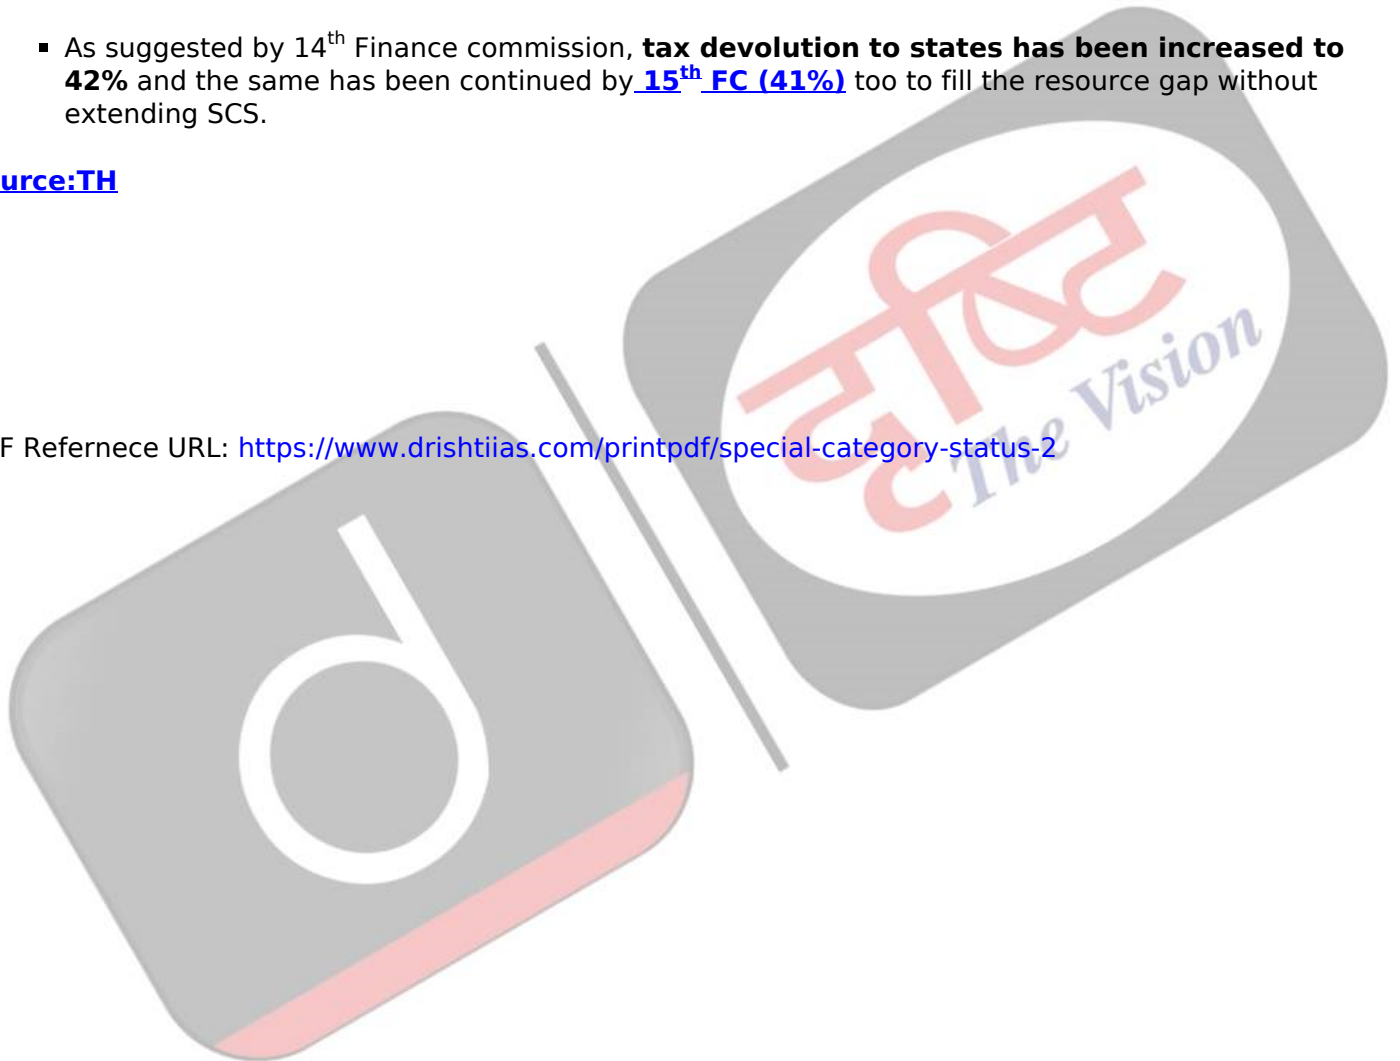 ▪ As suggested by 14th Finance commission, tax devolution to states has been increased to
42% and the same has been continued by 15th FC (41%) too to fill the resource gap without
extending SCS.
urce:TH
दृष्टि
The Vision
F Refernece URL: https://www.drishtiias.com/printpdf/special-category-status-2
d